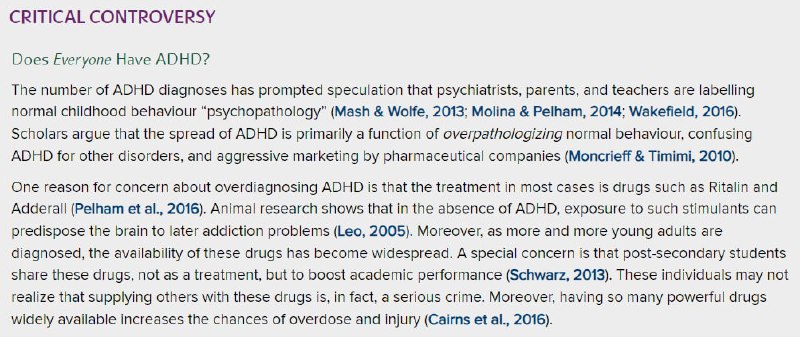 CRITICAL CONTROVERSY
Does Everyone Have ADHD?
The number of ADHD diagnoses has prompted speculation that psychiatrists, parents, and teachers are labelling
normal childhood behaviour “psychopathology” (Mash & Wolfe, 2013; Molina & Pelham, 2014; Wakefield, 2016).
Scholars argue that the spread of ADHD is primarily a function of overpathologizing normal behaviour, confusing
ADHD for other disorders, and aggressive marketing by pharmaceutical companies (Moncrieff & Timimi, 2010).
One reason for concern about overdiagnosing ADHD is that the treatment in most cases is drugs such as Ritalin and
Adderall (Pelham et al., 2016). Animal research shows that in the absence of ADHD, exposure to such stimulants can
predispose the brain to later addiction problems (Leo, 2005). Moreover, as more and more young adults are
diagnosed, the availability of these drugs has become widespread. A special concern is that post-secondary students
share these drugs, not as a treatment, but to boost academic performance (Schwarz, 2013). These individuals may not
realize that supplying others with these drugs is, in fact, a serious crime. Moreover, having so many powerful drugs
widely available increases the chances of overdose and injury (Cairns et al., 2016).